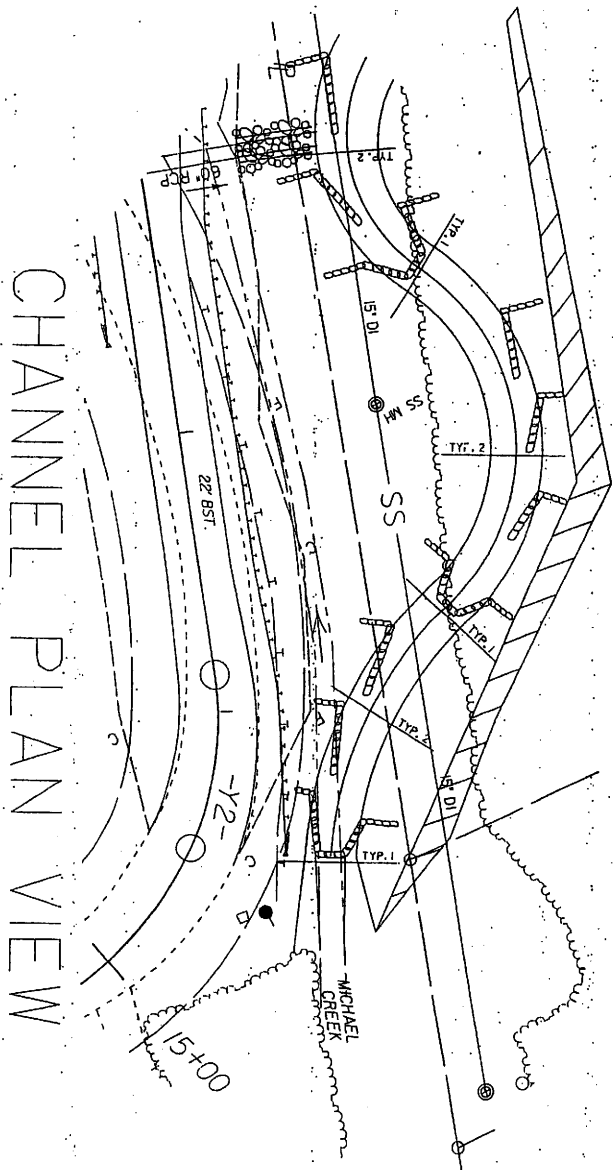 TYP. 2
60" RCP
TYP. 1
15" DI
SS MH
SS
TYP. 2
22' BST.
TYP. 1
TYP. 2
15" DI
-Y2-
TYP. 1
MICHAEL
CREEK
15+00
CHANNEL PLAN VIEW